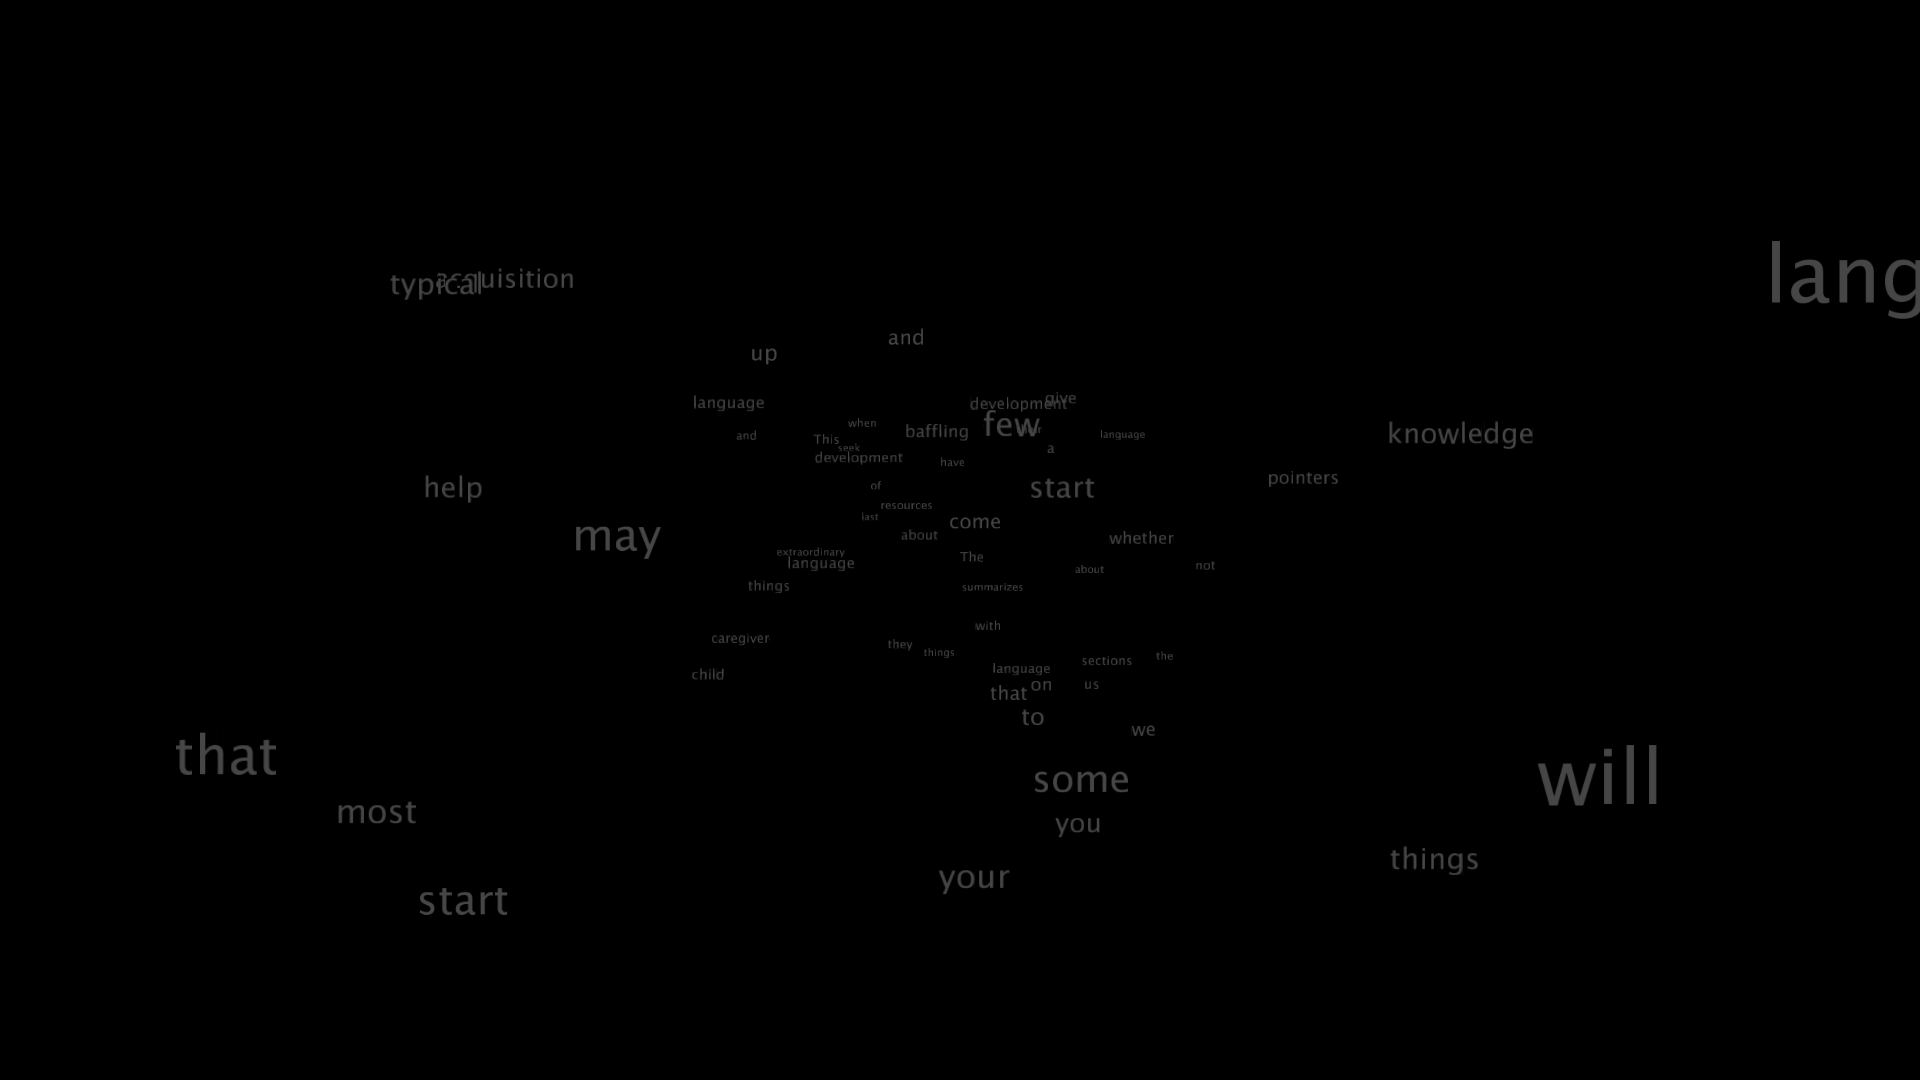 lang
acquisition
typical
and
up
give
language
development
when
few
baffling
their
language
and
This
knowledge
seek
a
development
have
pointers
help
of
start
resources
last
come
may
about
whether
extraordinary
The
language
about
not
things
summarizes
with
caregiver
they
things
sections
the
language
child
on
us
that
to
we
that
will
some
most
you
things
your
start